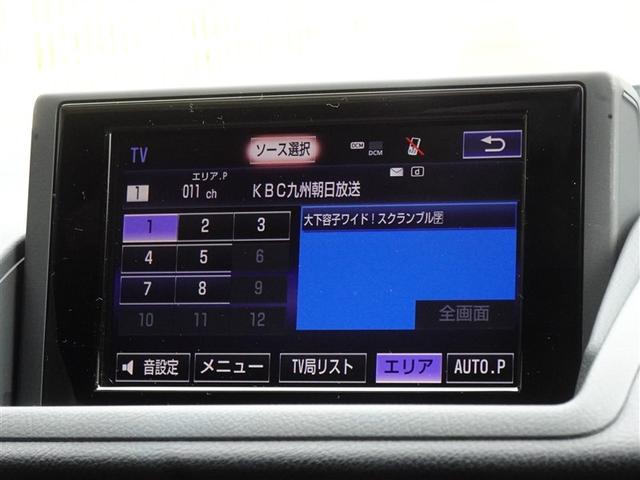 TV ソース選択 DCM DCM
エリア.P
1 011 ch KBC九州朝日放送 d
1 2 3 大下容子ワイド!スクランブル🈑
4 5 6
7 8 9
10 11 12 全画面
音設定 メニュー TV局リスト エリア AUTO.P